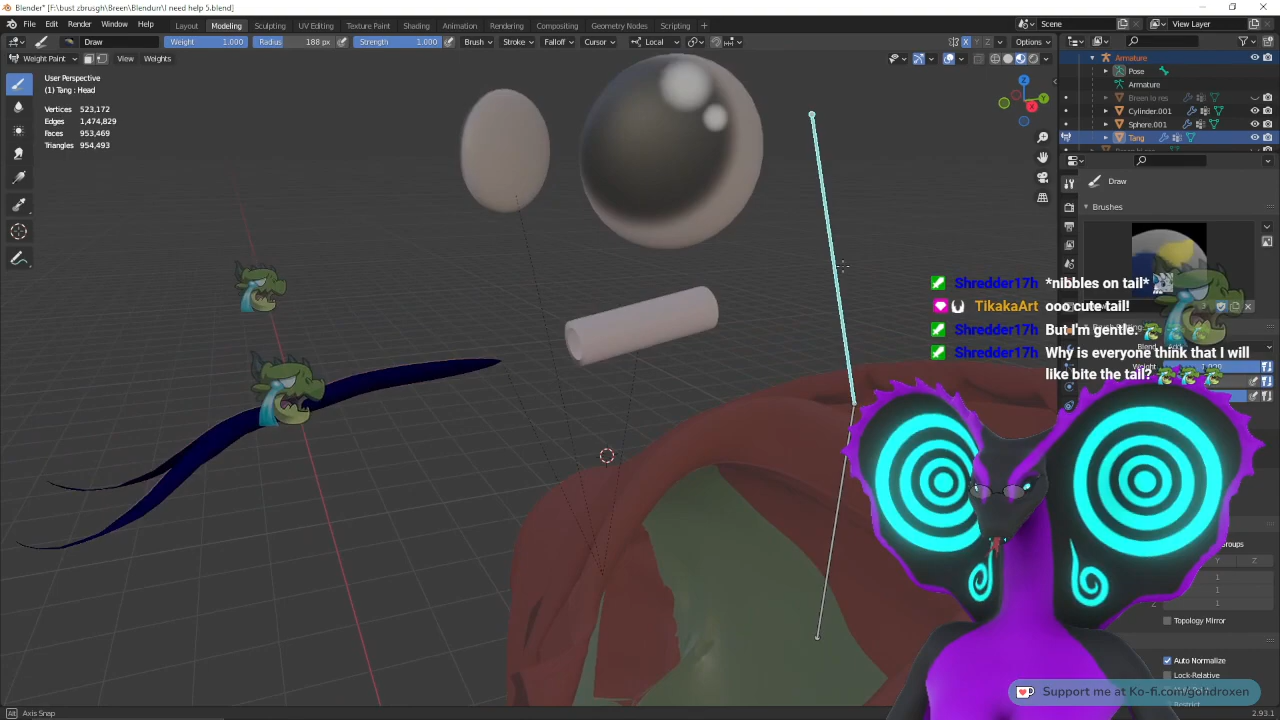 Blender* [F:\bust zbrusgh\Breen\Blendun\I need help 5.blend]
File Edit Render Window Help Layout Modeling Sculpting UV Editing Texture Paint Shading Animation Rendering Compositing Geometry Nodes Scripting + Scene View Layer
Draw Weight 1.000 Radius 188 px Strength 1.000 Brush Stroke Falloff Cursor Local X Y Z Options
Weight Paint View Weights
User Perspective
(1) Tang : Head
Vertices 523,172
Edges 1,474,829
Faces 953,469
Triangles 954,493
Z
Y
X
Armature
Pose
Armature
Breen lo res
Cylinder.001
Sphere.001
Tang
Draw
Brushes
Shredder17h *nibbles on tail*
TikakaArt ooo cute tail!
Shredder17h But I'm gentle.
Shredder17h Why is everyone think that I will
like bite the tail?
Y Z
1
1
1
Topology Mirror
Auto Normalize
Lock-Relative
Support me at Ko-fi.com/gohdroxen
Axis Snap
2.93.1